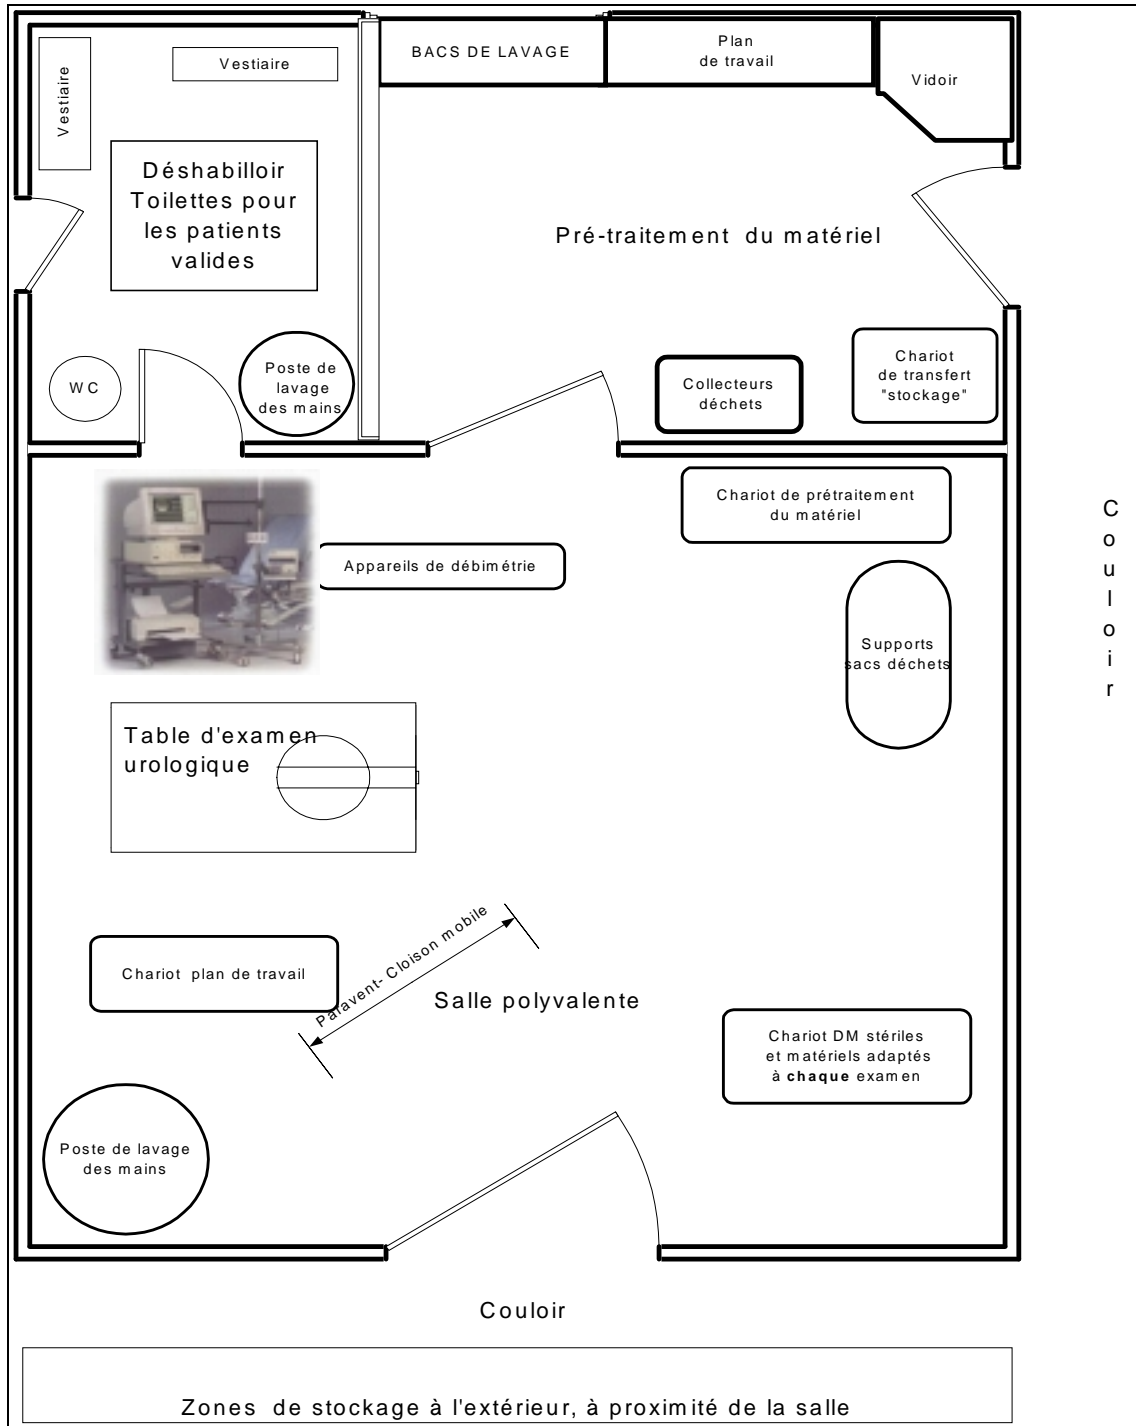 Vestiaire
Vestiaire
BACS DE LAVAGE
Plan
de travail
Vidoir
Déshabilloir
Toilettes pour
les patients
valides
Pré-traitement du matériel
WC
Poste de
lavage
des mains
Collecteurs
déchets
Chariot
de transfert
"stockage"
Chariot de prétraitement
du matériel
Appareils de débimétrie
Supports
sacs déchets
Couloir
Table d'examen
urologique
Chariot plan de travail
Paravent- Cloison mobile
Salle polyvalente
Chariot DM stériles
et matériels adaptés
à chaque examen
Poste de lavage
des mains
Couloir
Zones de stockage à l'extérieur, à proximité de la salle